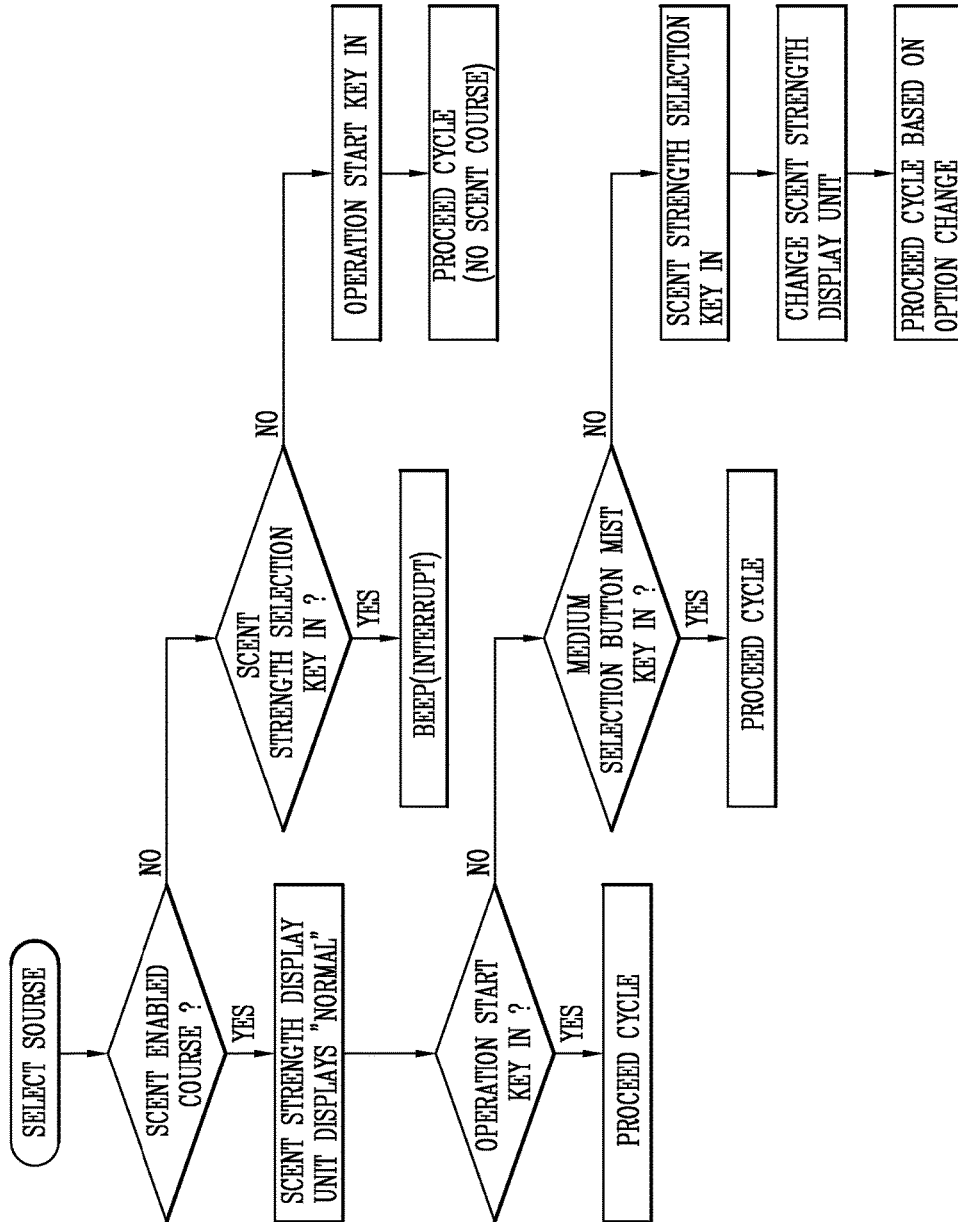 SELECT SOURSE
SCENT ENABLED
COURSE ?
NO
YES
SCENT STRENGTH DISPLAY
UNIT DISPLAYS "NORMAL"
SCENT
STRENGTH SELECTION
KEY IN ?
NO
YES
BEEP(INTERRUPT)
OPERATION START KEY IN
PROCEED CYCLE
(NO SCENT COURSE)
OPERATION START
KEY IN ?
NO
YES
PROCEED CYCLE
MEDIUM
SELECTION BUTTON MIST
KEY IN ?
NO
YES
PROCEED CYCLE
SCENT STRENGTH SELECTION
KEY IN
CHANGE SCENT STRENGTH
DISPLAY UNIT
PROCEED CYCLE BASED ON
OPTION CHANGE